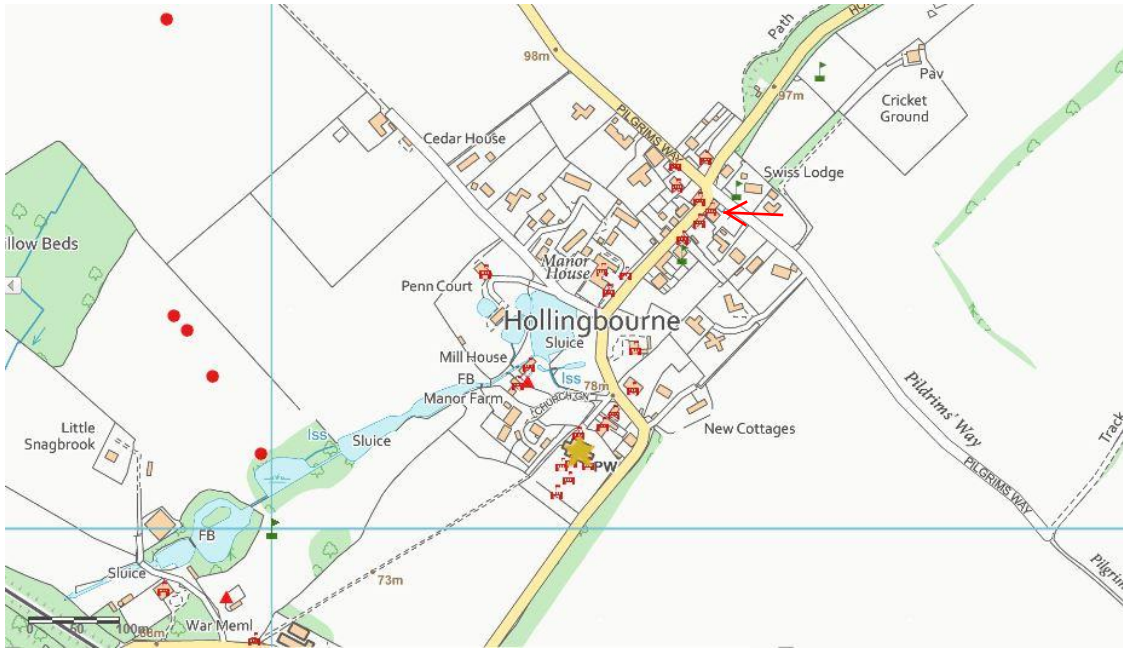 Path
98m
97m
Pav
Cricket
Ground
PILGRIMS WAY
Cedar House
Swiss Lodge
illow Beds
Manor
House
Penn Court
Hollingbourne
Sluice
Mill House
FB
Iss
78m
Manor Farm
CHURCH GN
Pildrims' Way
Little
Snagbrook
Iss
Sluice
New Cottages
Track
PW
PILGRIMS WAY
FB
Sluice
73m
Pilgrim
War Meml
0 50 100m